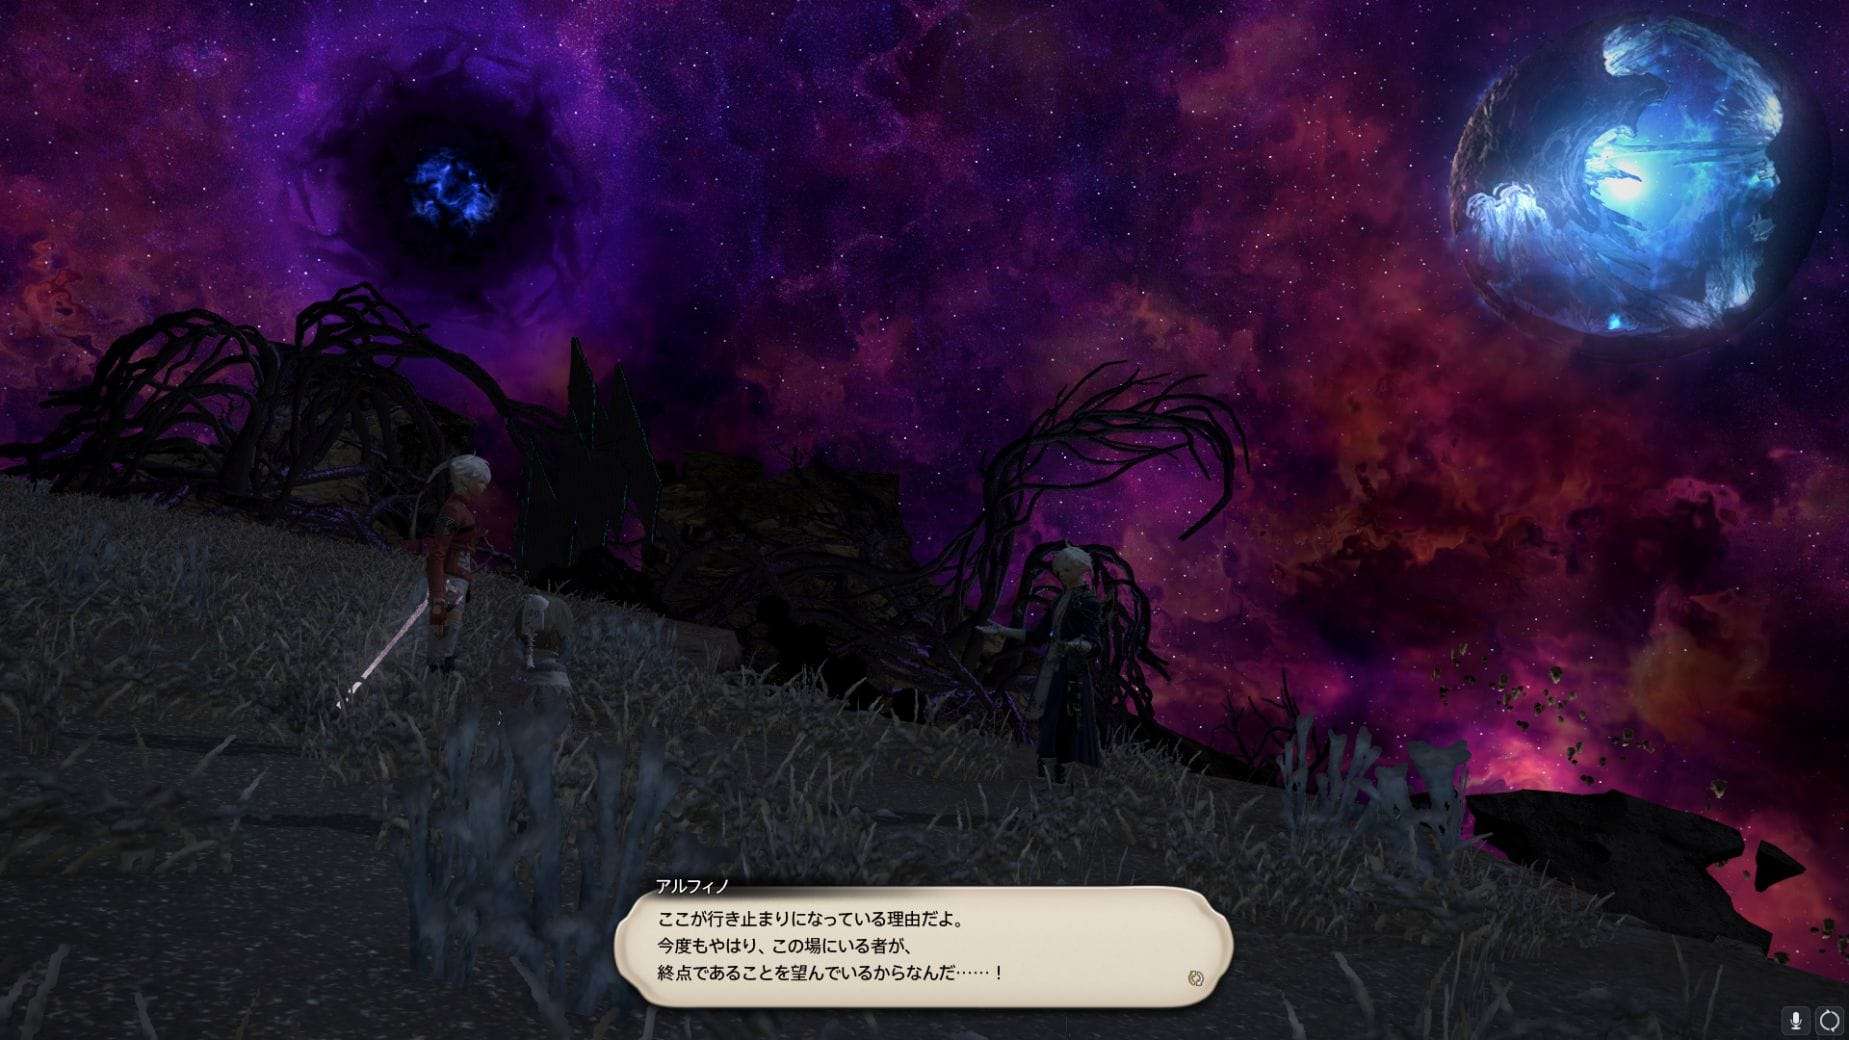 アルフィノ
ここが行き止まりになっている理由だよ。
今度もやはり、この場にいる者が、
終点であることを望んでいるからなんだ……！